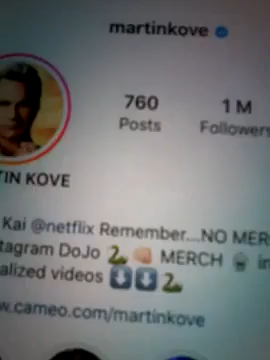 martinkove
760 1M
Posts Followers
TIN KOVE
Kai @netflix Remember...NO MER
tagram DoJo 🐍 👊🏼 MERCH 🗑 in
alized videos ⬇️⬇️🐍
w.cameo.com/martinkove